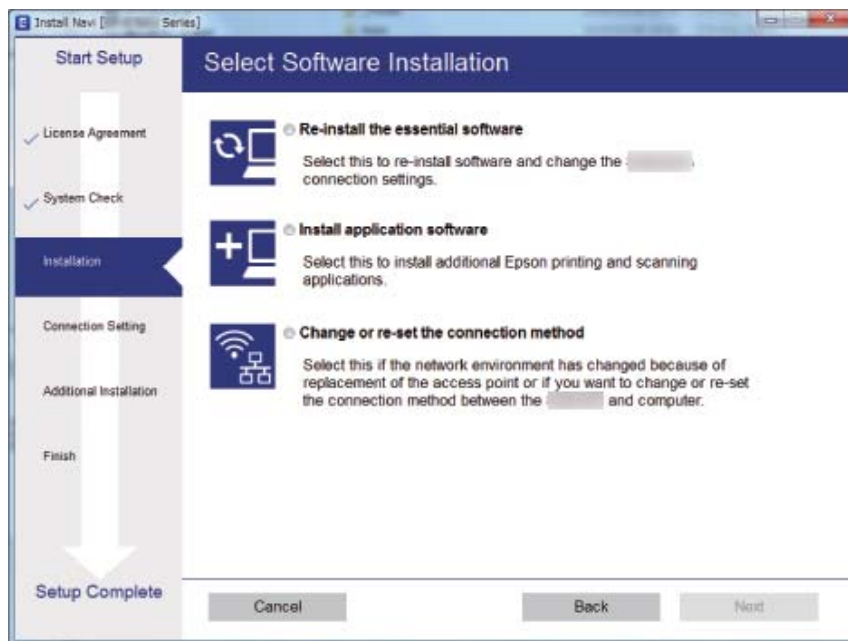 Install Navi [ Series]
Start Setup
License Agreement
System Check
Installation
Connection Setting
Additional Installation
Finish
Setup Complete
Select Software Installation
Re-install the essential software
Select this to re-install software and change the
connection settings.
Install application software
Select this to install additional Epson printing and scanning
applications.
Change or re-set the connection method
Select this if the network environment has changed because of
replacement of the access point or if you want to change or re-set
the connection method between the and computer.
Cancel
Back
Next